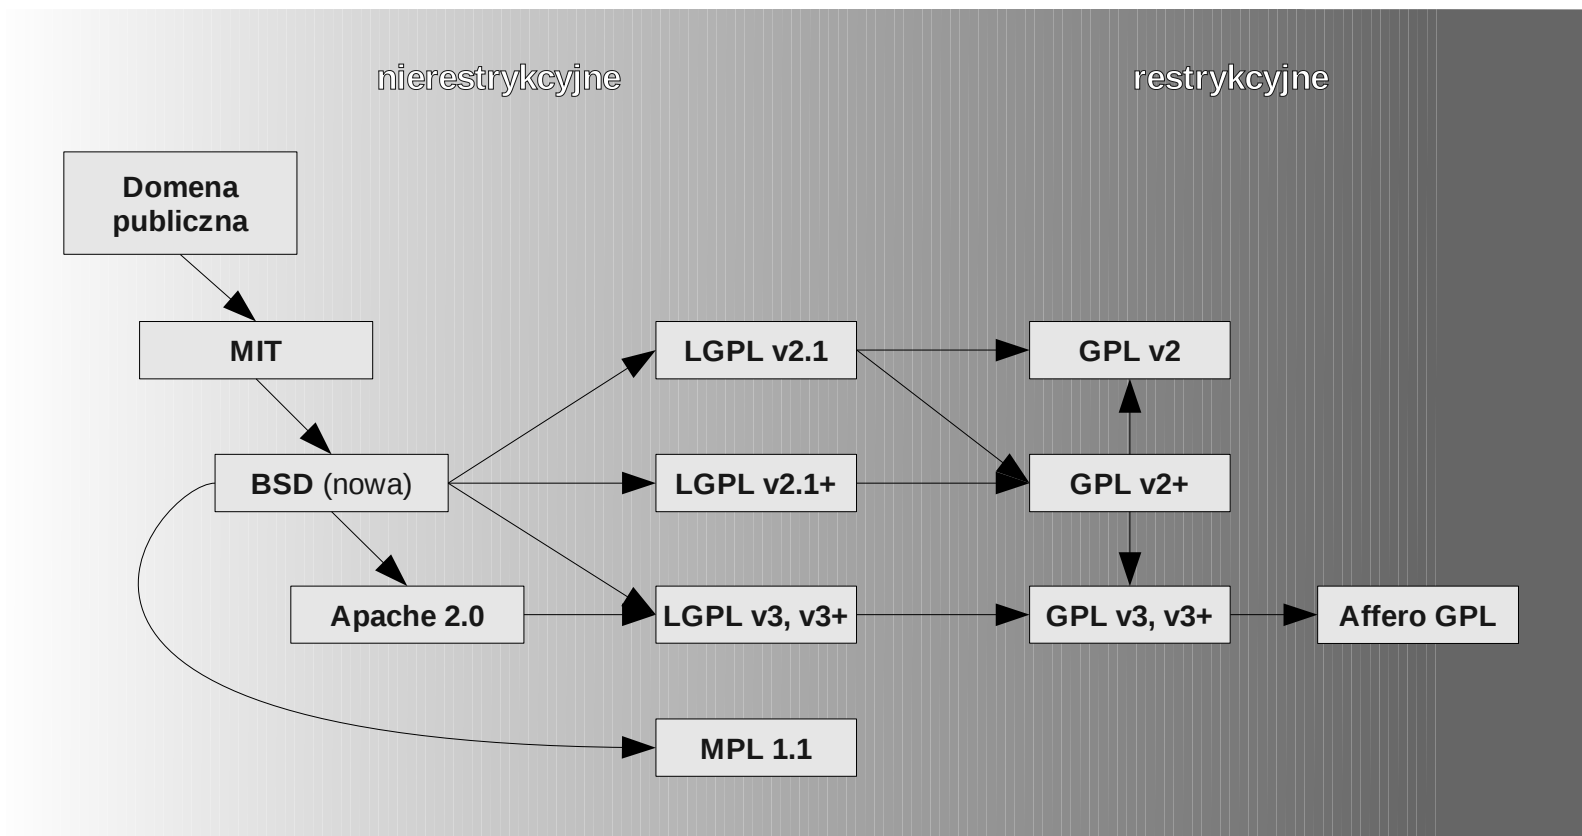 nierestrykcyjne
restrykcyjne
Domena
publiczna
MIT
LGPL v2.1
GPL v2
BSD (nowa)
LGPL v2.1+
GPL v2+
Apache 2.0
LGPL v3, v3+
GPL v3, v3+
Affero GPL
MPL 1.1